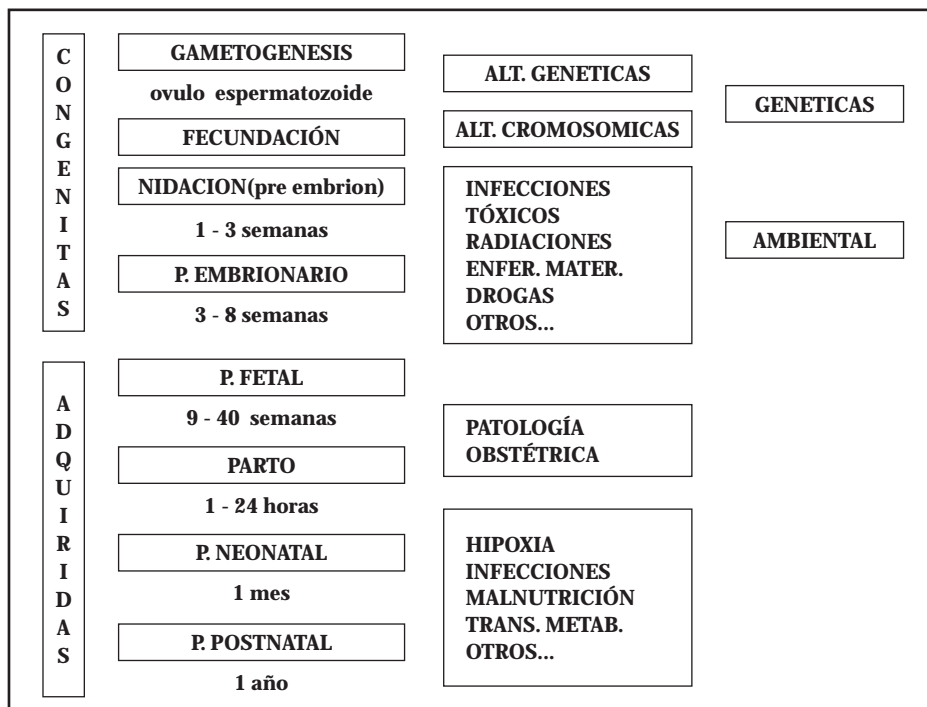 CONGENITAS
GAMETOGENESIS
ovulo espermatozoide
FECUNDACIÓN
NIDACION(pre embrion)
1 - 3 semanas
P. EMBRIONARIO
3 - 8 semanas
ALT. GENETICAS
ALT. CROMOSOMICAS
INFECCIONES
TÓXICOS
RADIACIONES
ENFER. MATER.
DROGAS
OTROS...
GENETICAS
AMBIENTAL
ADQUIRIDAS
P. FETAL
9 - 40 semanas
PARTO
1 - 24 horas
P. NEONATAL
1 mes
P. POSTNATAL
1 año
PATOLOGÍA
OBSTÉTRICA
HIPOXIA
INFECCIONES
MALNUTRICIÓN
TRANS. METAB.
OTROS...